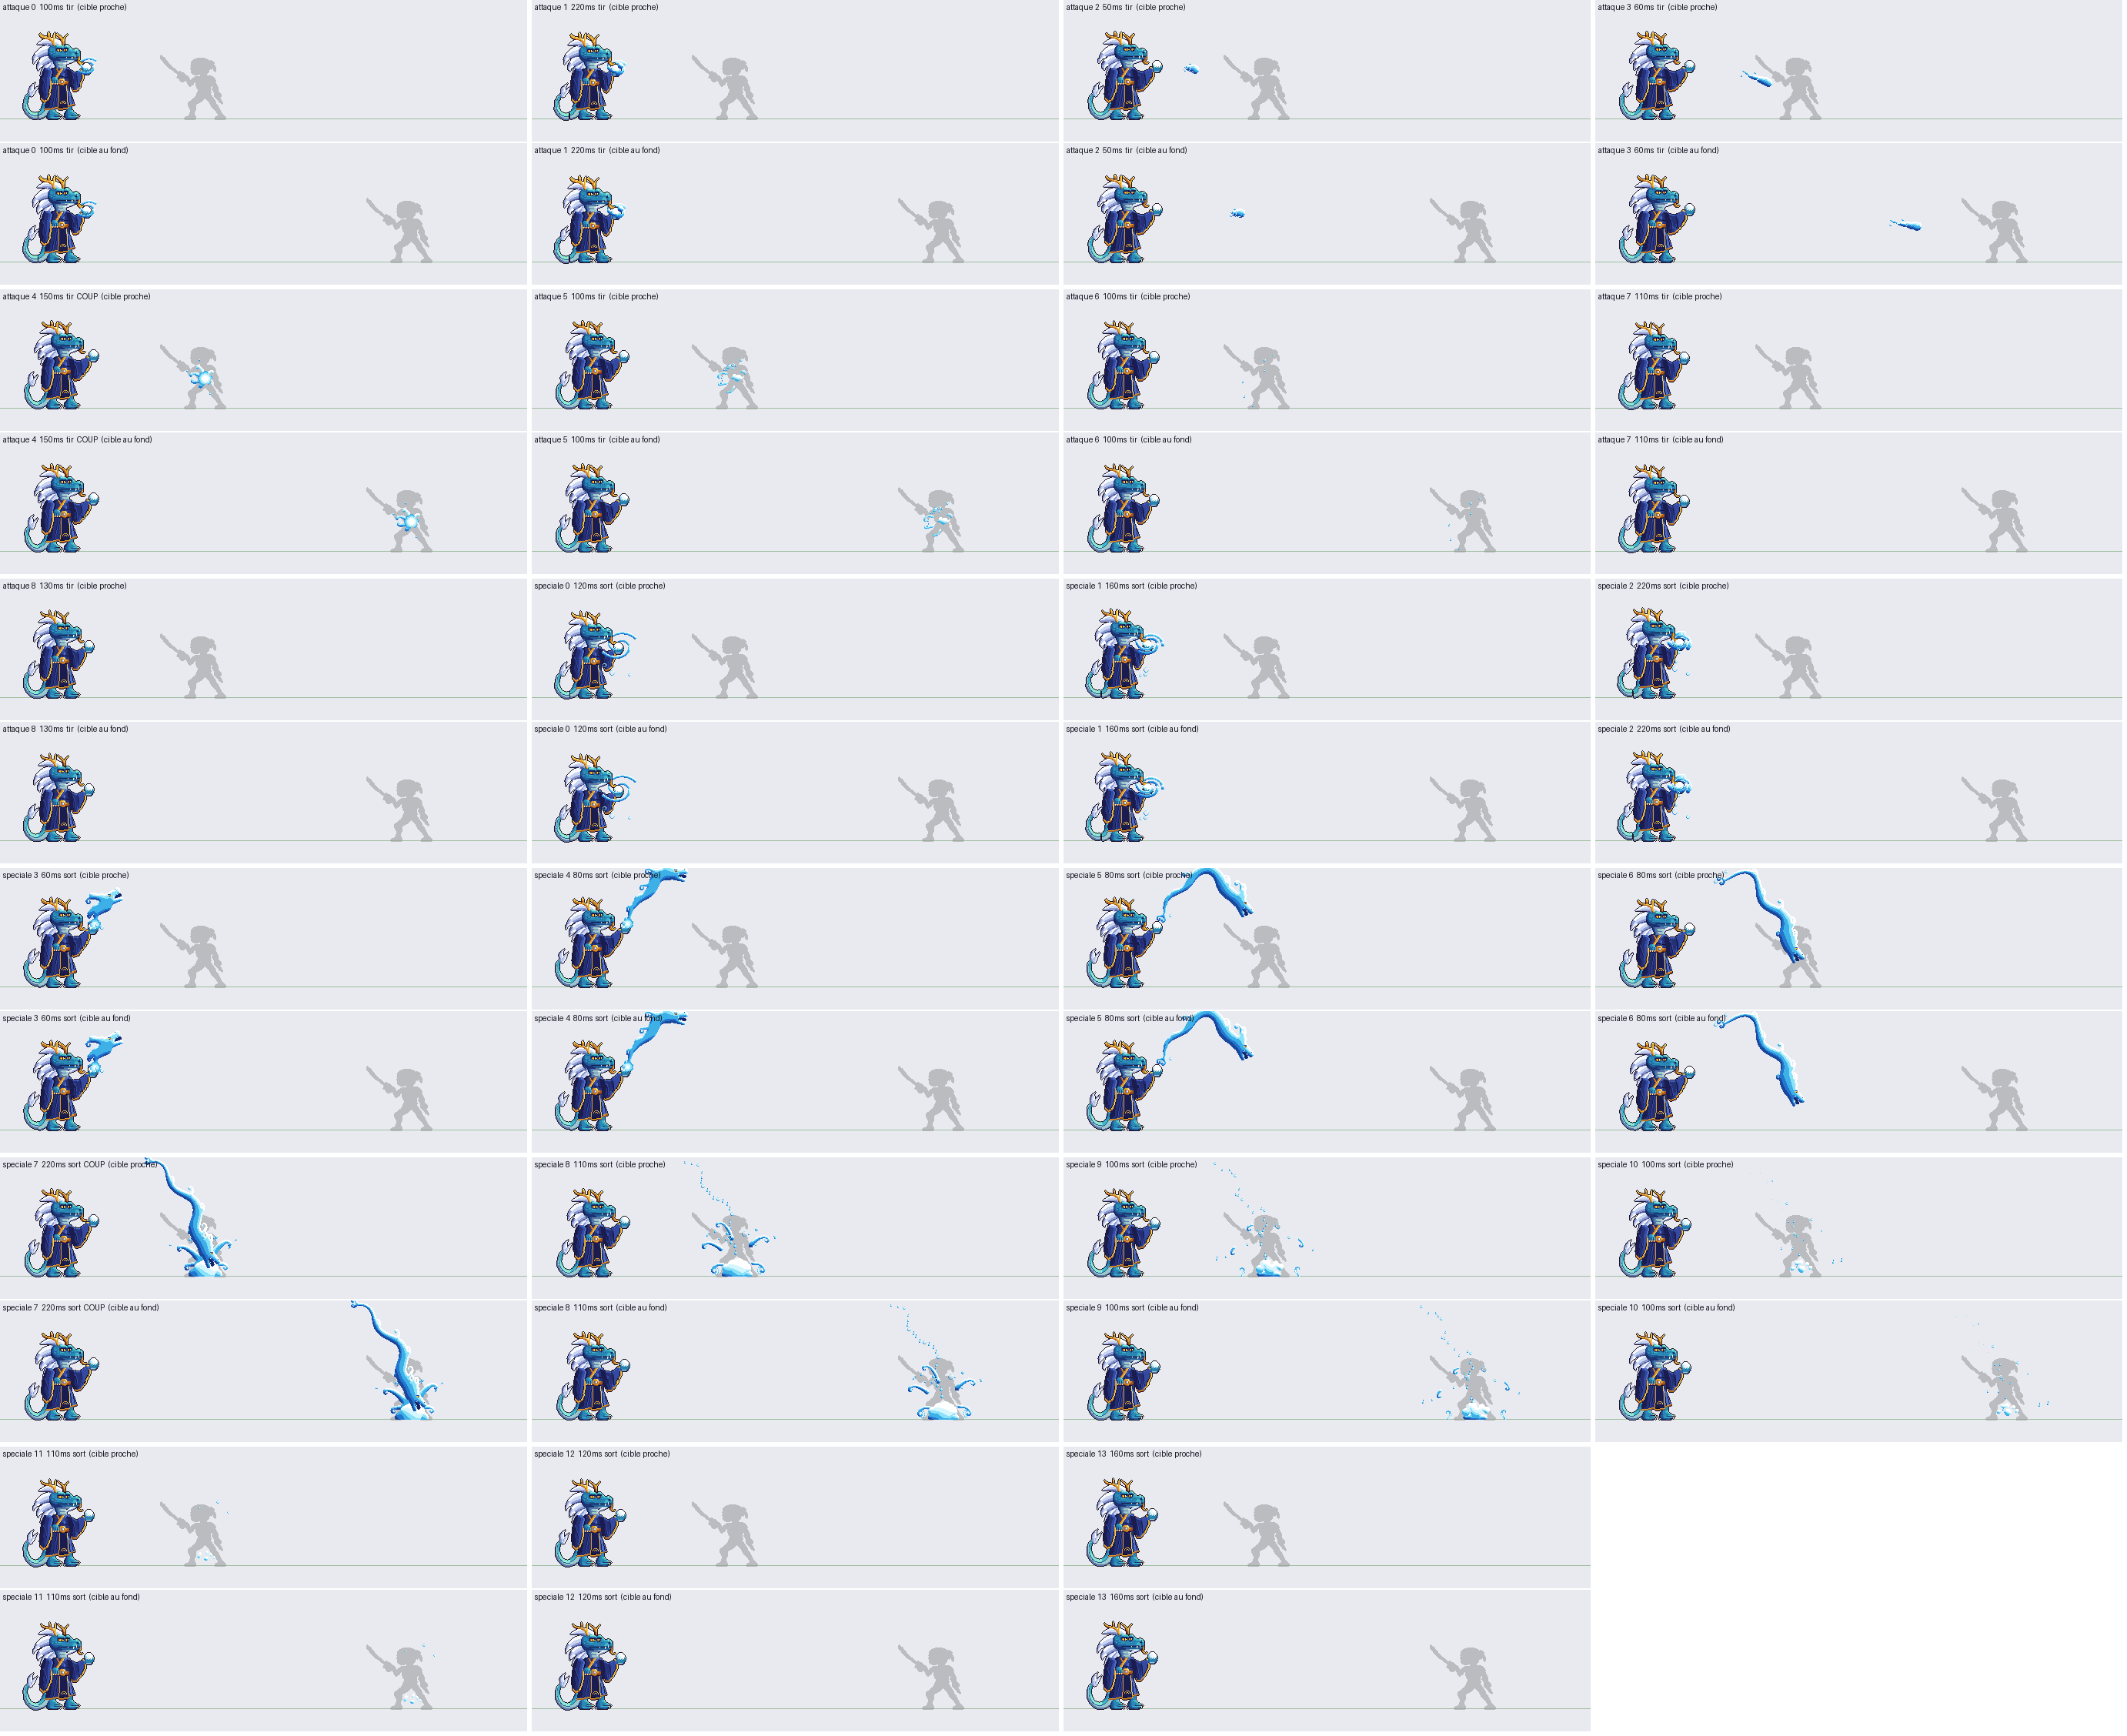 attaque 0 100ms tir (cible proche)
attaque 1 220ms tir (cible proche)
attaque 2 50ms tir (cible proche)
attaque 3 60ms tir (cible proche)
attaque 0 100ms tir (cible au fond)
attaque 1 220ms tir (cible au fond)
attaque 2 50ms tir (cible au fond)
attaque 3 60ms tir (cible au fond)
attaque 4 150ms tir COUP (cible proche)
attaque 5 100ms tir (cible proche)
attaque 6 100ms tir (cible proche)
attaque 7 110ms tir (cible proche)
attaque 4 150ms tir COUP (cible au fond)
attaque 5 100ms tir (cible au fond)
attaque 6 100ms tir (cible au fond)
attaque 7 110ms tir (cible au fond)
attaque 8 130ms tir (cible proche)
speciale 0 120ms sort (cible proche)
speciale 1 160ms sort (cible proche)
speciale 2 220ms sort (cible proche)
attaque 8 130ms tir (cible au fond)
speciale 0 120ms sort (cible au fond)
speciale 1 160ms sort (cible au fond)
speciale 2 220ms sort (cible au fond)
speciale 3 60ms sort (cible proche)
speciale 4 80ms sort (cible proche)
speciale 5 80ms sort (cible proche)
speciale 6 80ms sort (cible proche)
speciale 3 60ms sort (cible au fond)
speciale 4 80ms sort (cible au fond)
speciale 5 80ms sort (cible au fond)
speciale 6 80ms sort (cible au fond)
speciale 7 220ms sort COUP (cible proche)
speciale 8 110ms sort (cible proche)
speciale 9 100ms sort (cible proche)
speciale 10 100ms sort (cible proche)
speciale 7 220ms sort COUP (cible au fond)
speciale 8 110ms sort (cible au fond)
speciale 9 100ms sort (cible au fond)
speciale 10 100ms sort (cible au fond)
speciale 11 110ms sort (cible proche)
speciale 12 120ms sort (cible proche)
speciale 13 160ms sort (cible proche)
speciale 11 110ms sort (cible au fond)
speciale 12 120ms sort (cible au fond)
speciale 13 160ms sort (cible au fond)